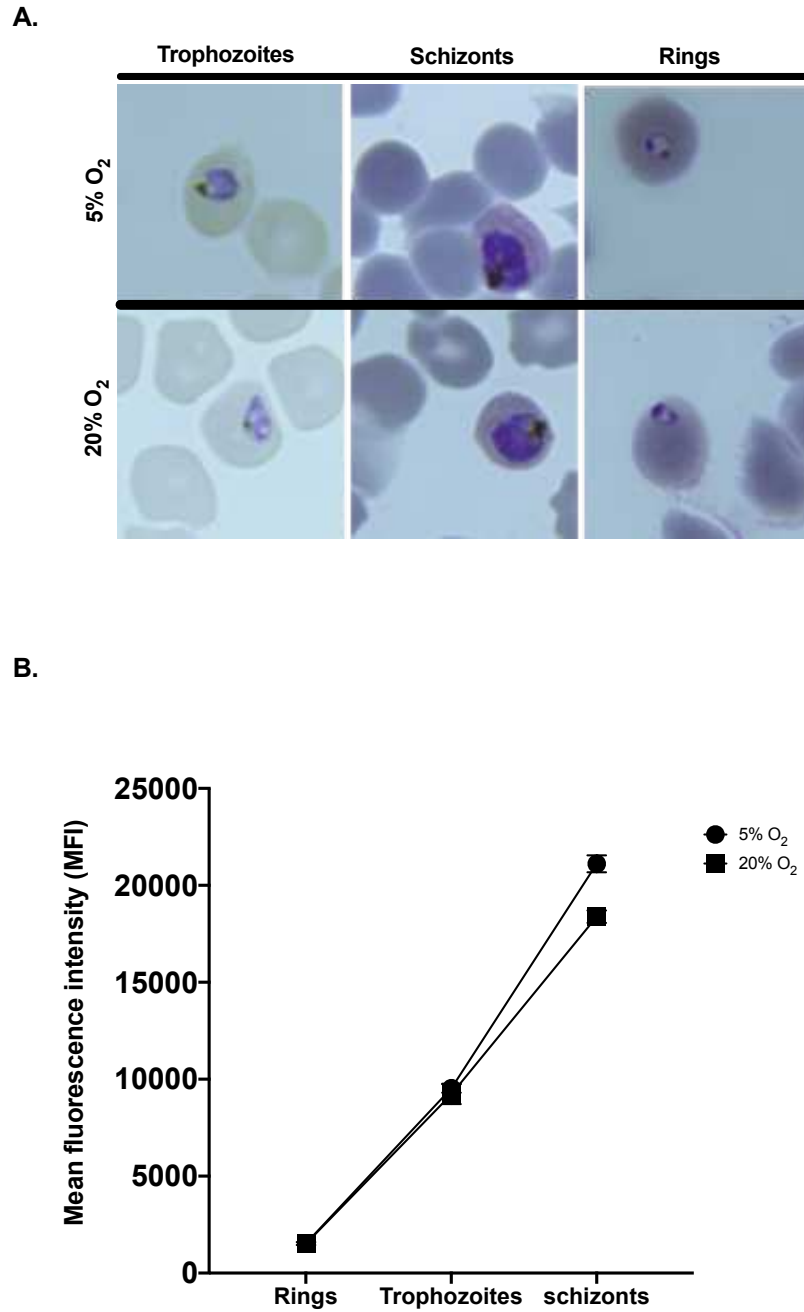 A.
Trophozoites Schizonts Rings
5% O2
20% O2
B.
Mean fluorescence intensity (MFI)
25000
20000
15000
10000
5000
0
5% O2
20% O2
Rings Trophozoites schizonts